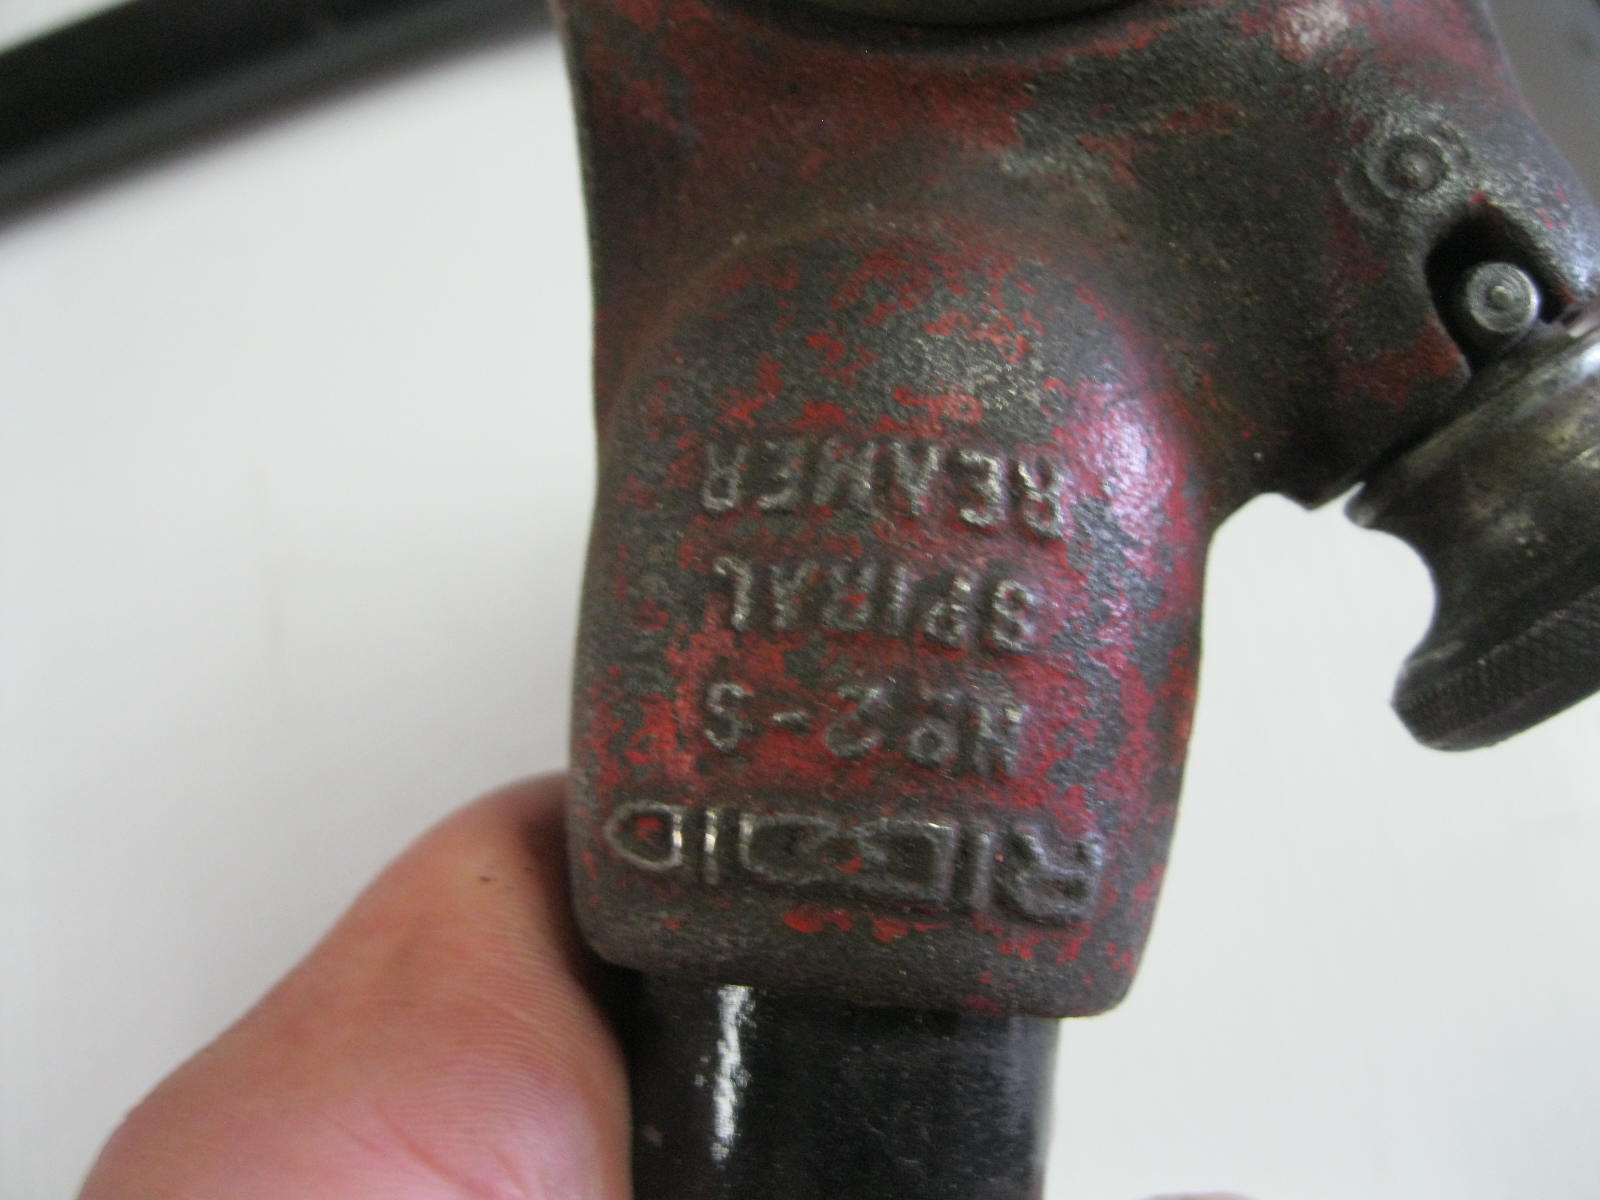 RIDGID
No 2-S
SPIRAL
REAMER